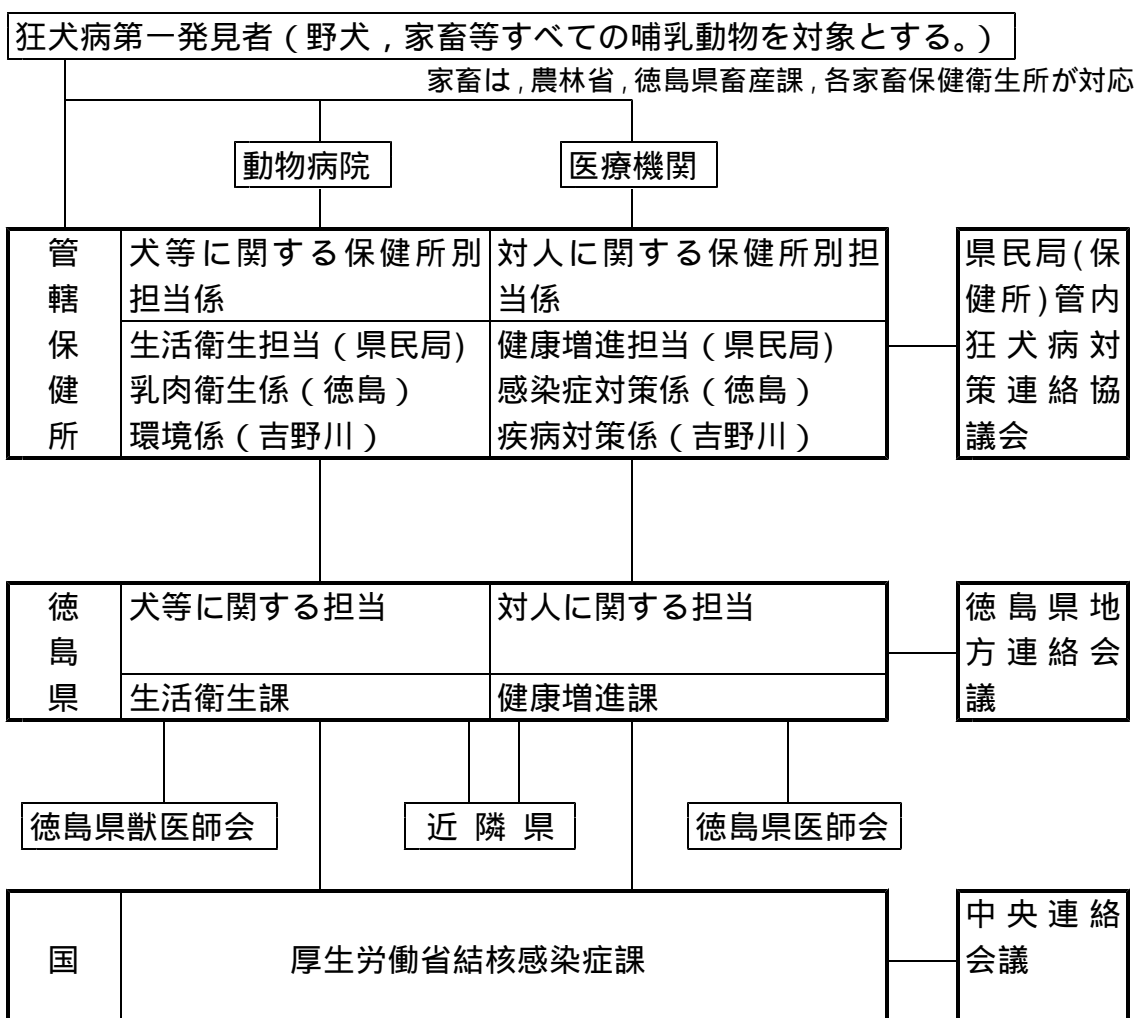 狂犬病第一発見者(野犬,家畜等すべての哺乳動物を対象とする。)
家畜は,農林省,徳島県畜産課,各家畜保健衛生所が対応
動物病院
医療機関
管轄保健所
犬等に関する保健所別
担当係
対人に関する保健所別担
当係
生活衛生担当(県民局)
乳肉衛生係(徳島)
環境係(吉野川)
健康増進担当(県民局)
感染症対策係(徳島)
疾病対策係(吉野川)
県民局(保
健所)管内
狂犬病対
策連絡協
議会
徳島県
犬等に関する担当
対人に関する担当
生活衛生課
健康増進課
徳島県地
方連絡会
議
徳島県獣医師会
近隣県
徳島県医師会
国
厚生労働省結核感染症課
中央連絡
会議